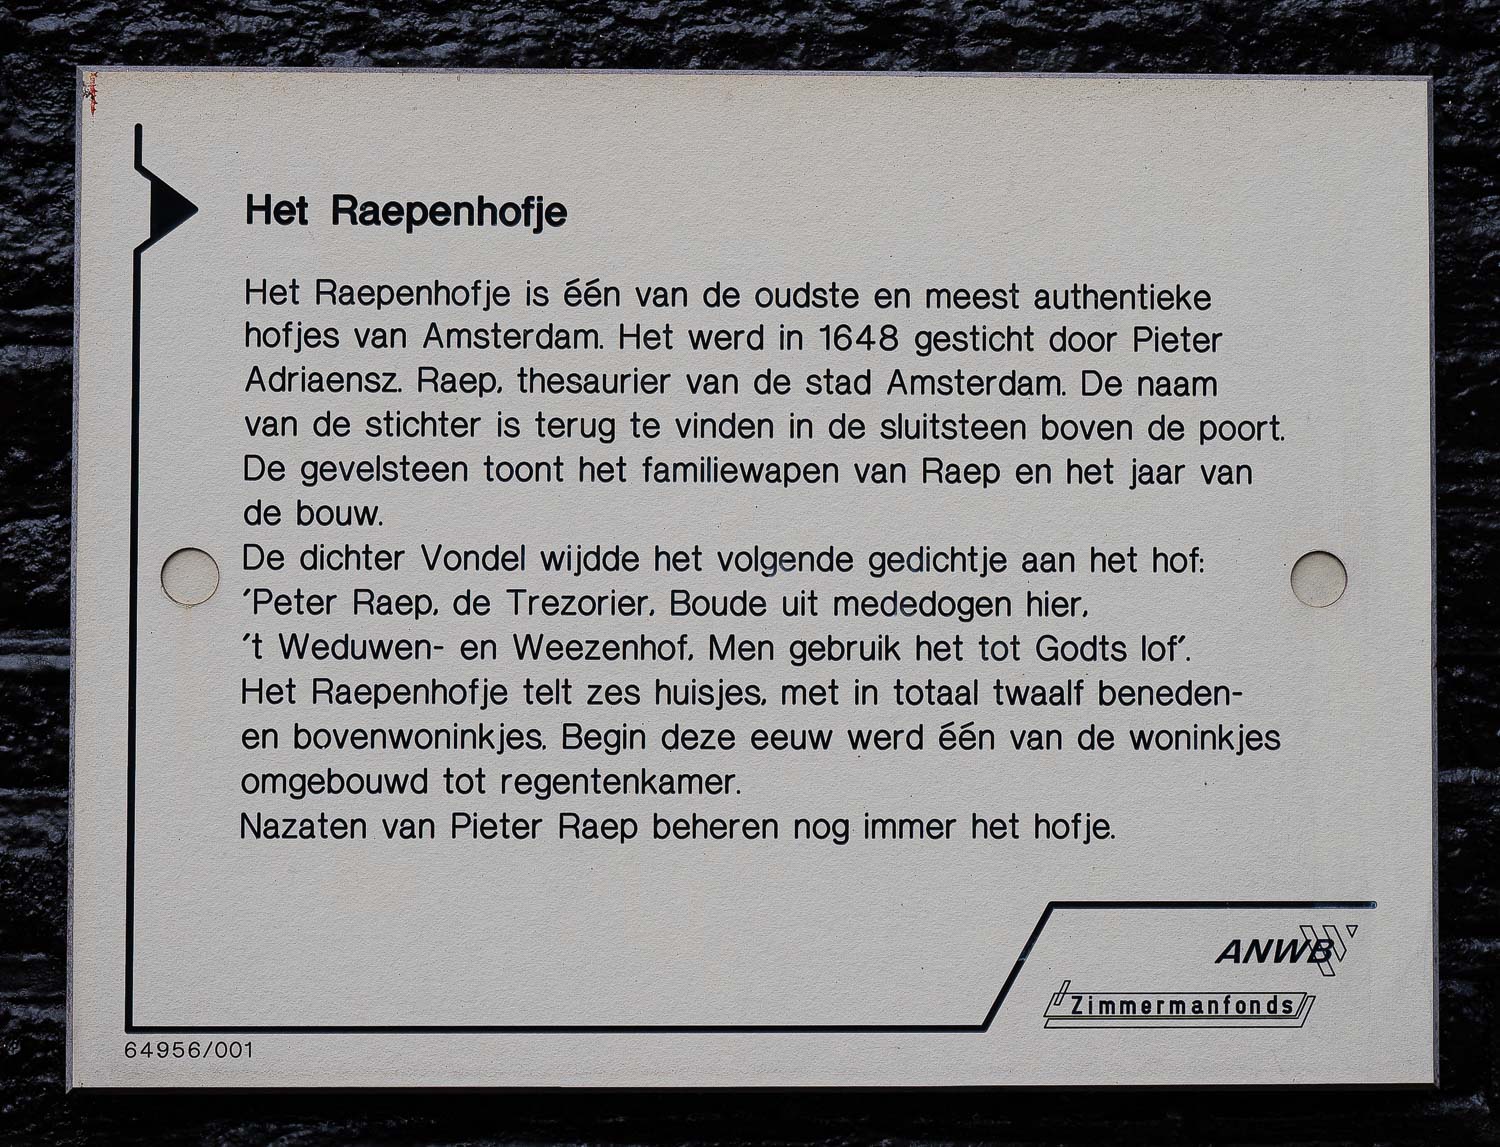 Het Raepenhofje
Het Raepenhofje is één van de oudste en meest authentieke
hofjes van Amsterdam. Het werd in 1648 gesticht door Pieter
Adriaensz. Raep, thesaurier van de stad Amsterdam. De naam
van de stichter is terug te vinden in de sluitsteen boven de poort.
De gevelsteen toont het familiewapen van Raep en het jaar van
de bouw.
De dichter Vondel wijdde het volgende gedichtje aan het hof:
'Peter Raep, de Trezorier, Boude uit mededogen hier,
't Weduwen- en Weezenhof, Men gebruik het tot Godts lof'.
Het Raepenhofje telt zes huisjes, met in totaal twaalf beneden-
en bovenwoninkjes. Begin deze eeuw werd één van de woninkjes
omgebouwd tot regentenkamer.
Nazaten van Pieter Raep beheren nog immer het hofje.
ANWB
Zimmermanfonds
64956/001